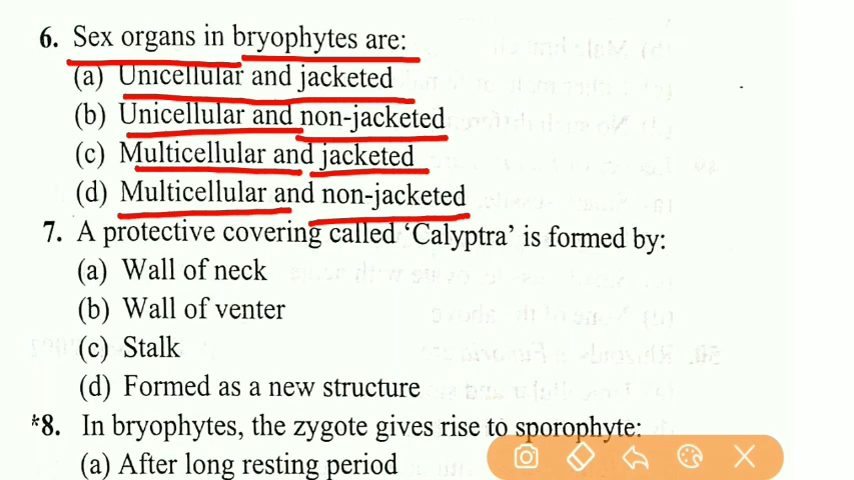 6. Sex organs in bryophytes are:
(a) Unicellular and jacketed
(b) Unicellular and non-jacketed
(c) Multicellular and jacketed
(d) Multicellular and non-jacketed
7. A protective covering called ‘Calyptra’ is formed by:
(a) Wall of neck
(b) Wall of venter
(c) Stalk
(d) Formed as a new structure
*8. In bryophytes, the zygote gives rise to sporophyte:
(a) After long resting period